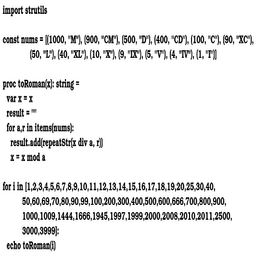 import strutils
const nums = [(1000, "M"), (900, "CM"), (500, "D"), (400, "CD"), (100, "C"), (90, "XC"),
(50, "L"), (40, "XL"), (10, "X"), (9, "IX"), (5, "V"), (4, "IV"), (1, "I")]
proc toRoman(x): string =
var x = x
result = ""
for a,r in items(nums):
result.add(repeatStr(x div a, r))
x = x mod a
for i in [1,2,3,4,5,6,7,8,9,10,11,12,13,14,15,16,17,18,19,20,25,30,40,
50,60,69,70,80,90,99,100,200,300,400,500,600,666,700,800,900,
1000,1009,1444,1666,1945,1997,1999,2000,2008,2010,2011,2500,
3000,3999]:
echo toRoman(i)